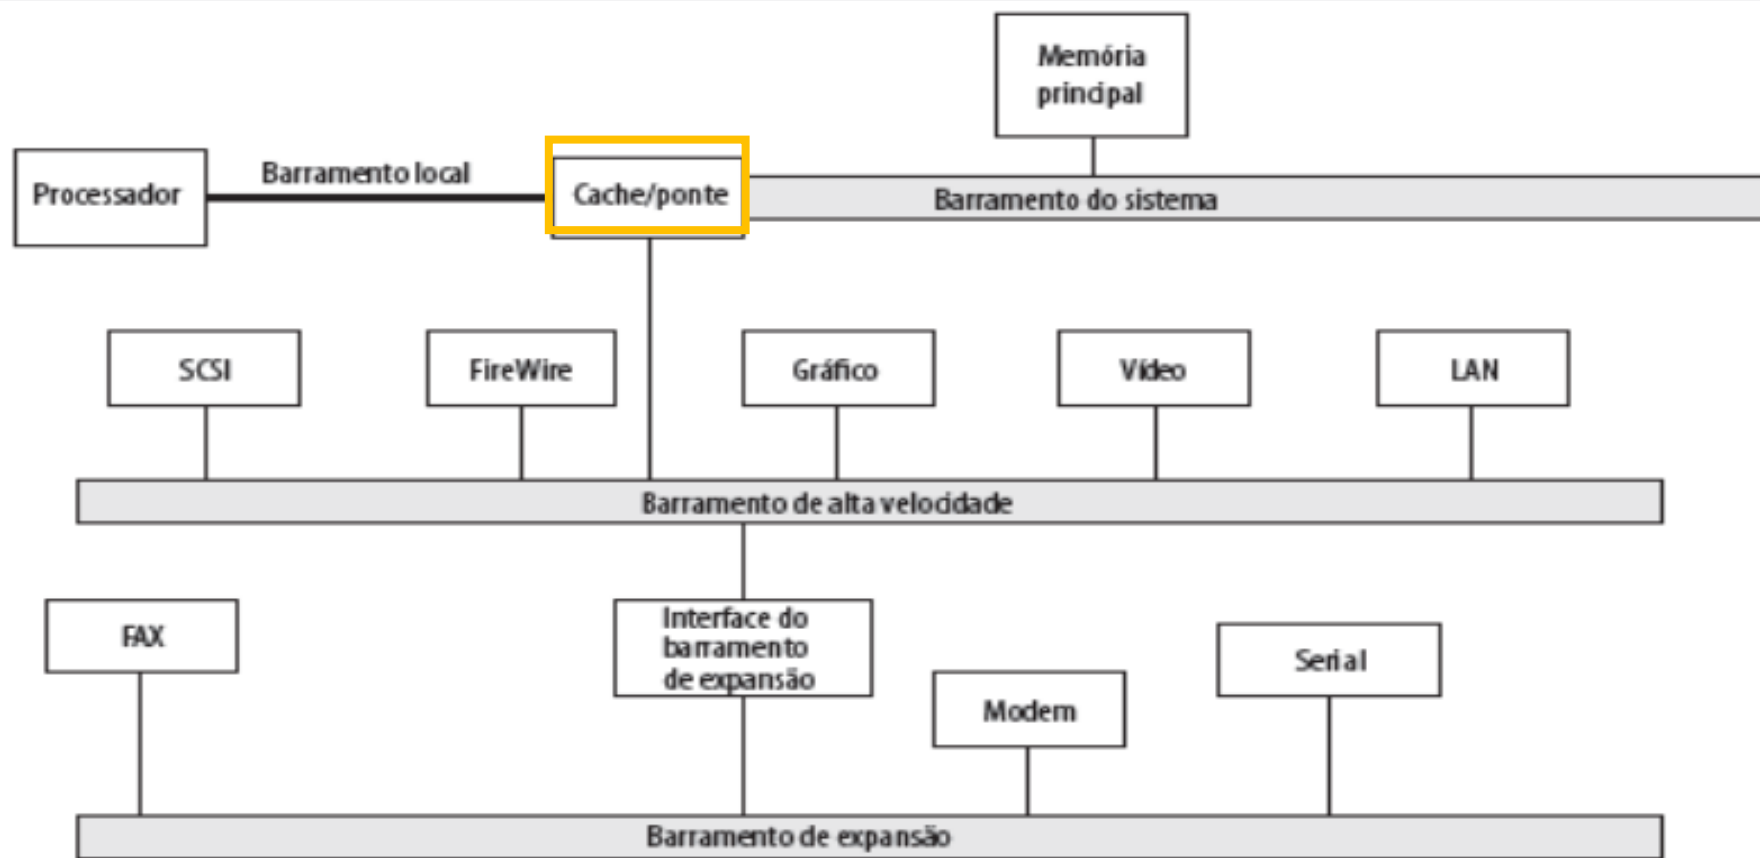 Memória
principal
Processador
Barramento local
Cache/ponte
Barramento do sistema
SCSI
FireWire
Gráfico
Vídeo
LAN
Barramento de alta velocidade
FAX
Interface do
barramento
de expansão
Modem
Serial
Barramento de expansão